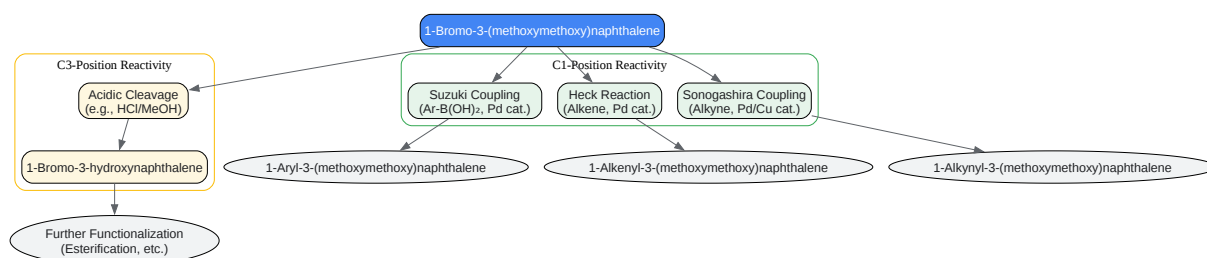 1-Bromo-3-(methoxymethoxy)naphthalene
C3-Position Reactivity
C1-Position Reactivity
Acidic Cleavage
(e.g., HCl/MeOH)
Suzuki Coupling
(Ar-B(OH)₂, Pd cat.)
Heck Reaction
(Alkene, Pd cat.)
Sonogashira Coupling
(Alkyne, Pd/Cu cat.)
1-Bromo-3-hydroxynaphthalene
1-Aryl-3-(methoxymethoxy)naphthalene
1-Alkenyl-3-(methoxymethoxy)naphthalene
1-Alkynyl-3-(methoxymethoxy)naphthalene
Further Functionalization
(Esterification, etc.)